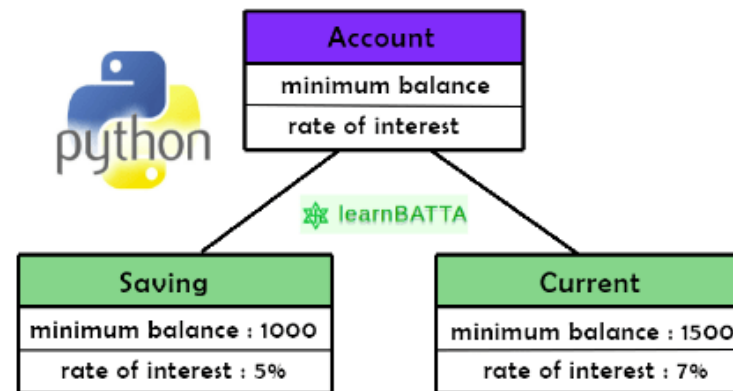 Account
minimum balance
rate of interest
python
learnBATTA
Saving
minimum balance : 1000
rate of interest : 5%
Current
minimum balance : 1500
rate of interest : 7%